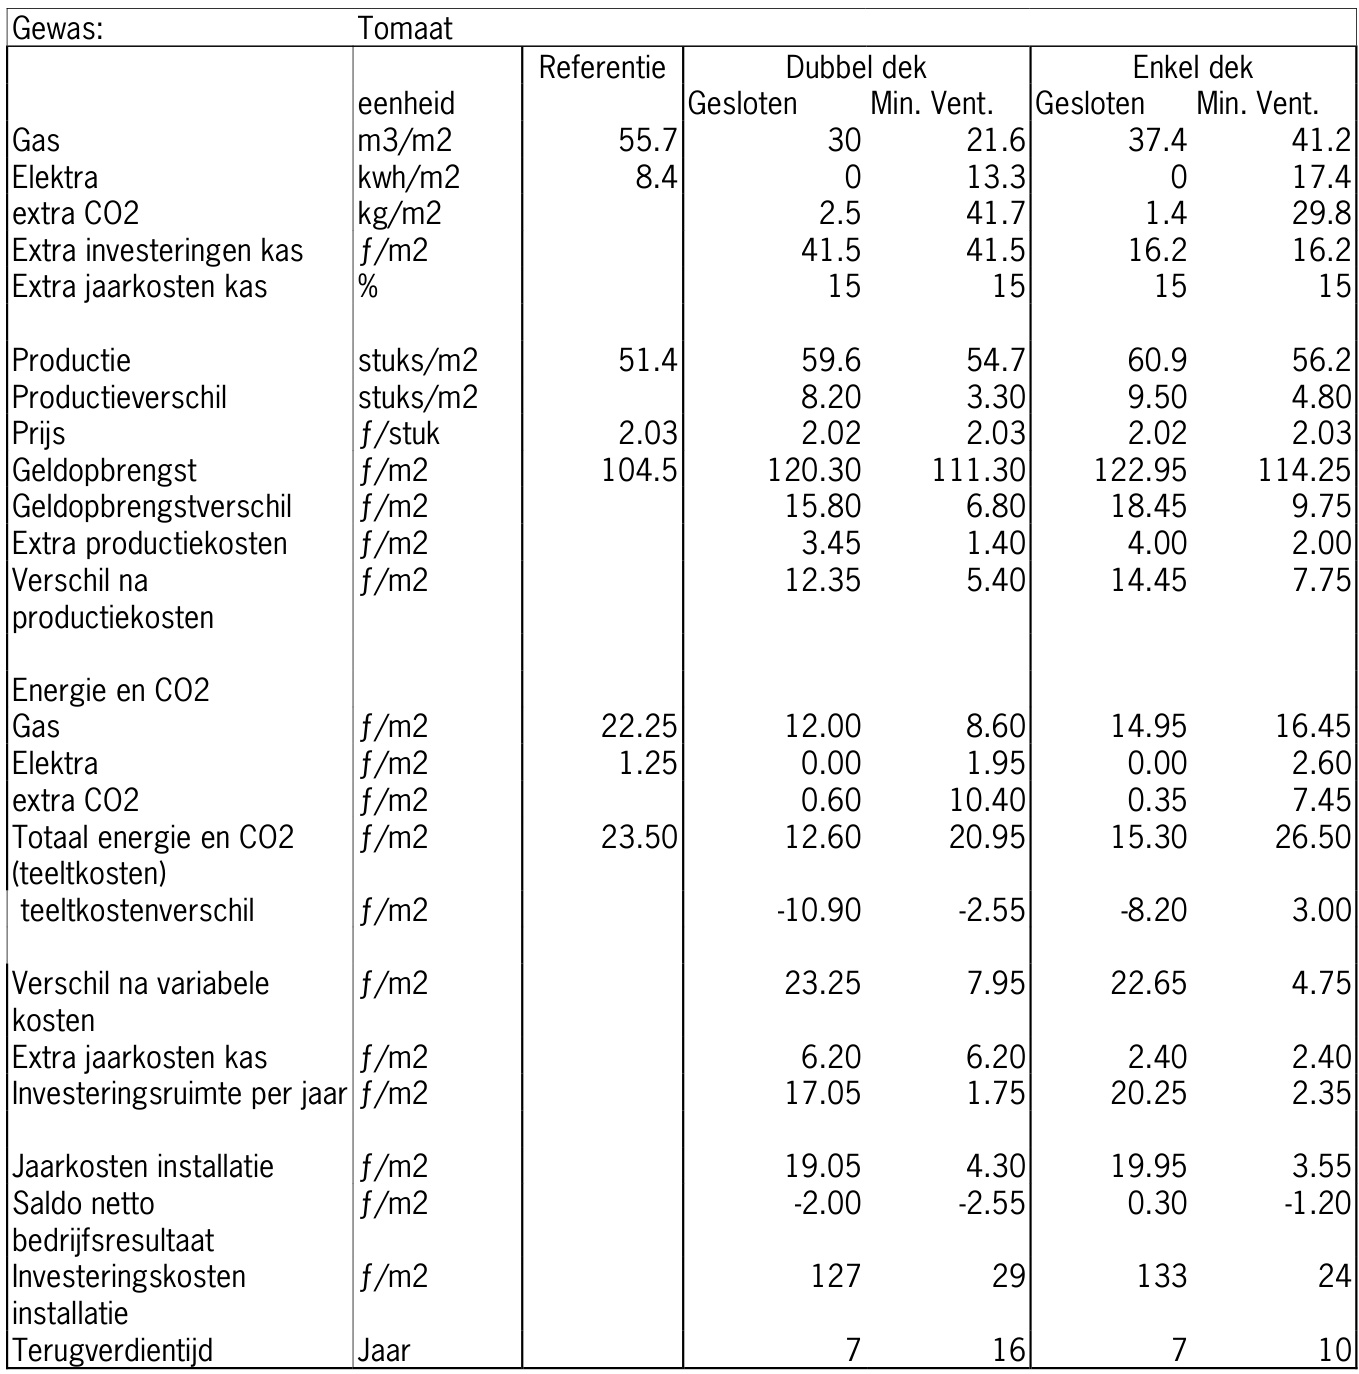 Gewas: Tomaat
Referentie Dubbel dek Enkel dek
eenheid Gesloten Min. Vent. Gesloten Min. Vent.
Gas m3/m2 55.7 30 21.6 37.4 41.2
Elektra kwh/m2 8.4 0 13.3 0 17.4
extra CO2 kg/m2 2.5 41.7 1.4 29.8
Extra investeringen kas ƒ/m2 41.5 41.5 16.2 16.2
Extra jaarkosten kas % 15 15 15 15
Productie stuks/m2 51.4 59.6 54.7 60.9 56.2
Productieverschil stuks/m2 8.20 3.30 9.50 4.80
Prijs ƒ/stuk 2.03 2.02 2.03 2.02 2.03
Geldopbrengst ƒ/m2 104.5 120.30 111.30 122.95 114.25
Geldopbrengstverschil ƒ/m2 15.80 6.80 18.45 9.75
Extra productiekosten ƒ/m2 3.45 1.40 4.00 2.00
Verschil na ƒ/m2 12.35 5.40 14.45 7.75
productiekosten
Energie en CO2
Gas ƒ/m2 22.25 12.00 8.60 14.95 16.45
Elektra ƒ/m2 1.25 0.00 1.95 0.00 2.60
extra CO2 ƒ/m2 0.60 10.40 0.35 7.45
Totaal energie en CO2 ƒ/m2 23.50 12.60 20.95 15.30 26.50
(teeltkosten)
teeltkostenverschil ƒ/m2 -10.90 -2.55 -8.20 3.00
Verschil na variabele ƒ/m2 23.25 7.95 22.65 4.75
kosten
Extra jaarkosten kas ƒ/m2 6.20 6.20 2.40 2.40
Investeringsruimte per jaar ƒ/m2 17.05 1.75 20.25 2.35
Jaarkosten installatie ƒ/m2 19.05 4.30 19.95 3.55
Saldo netto ƒ/m2 -2.00 -2.55 0.30 -1.20
bedrijfsresultaat
Investeringskosten ƒ/m2 127 29 133 24
installatie
Terugverdientijd Jaar 7 16 7 10